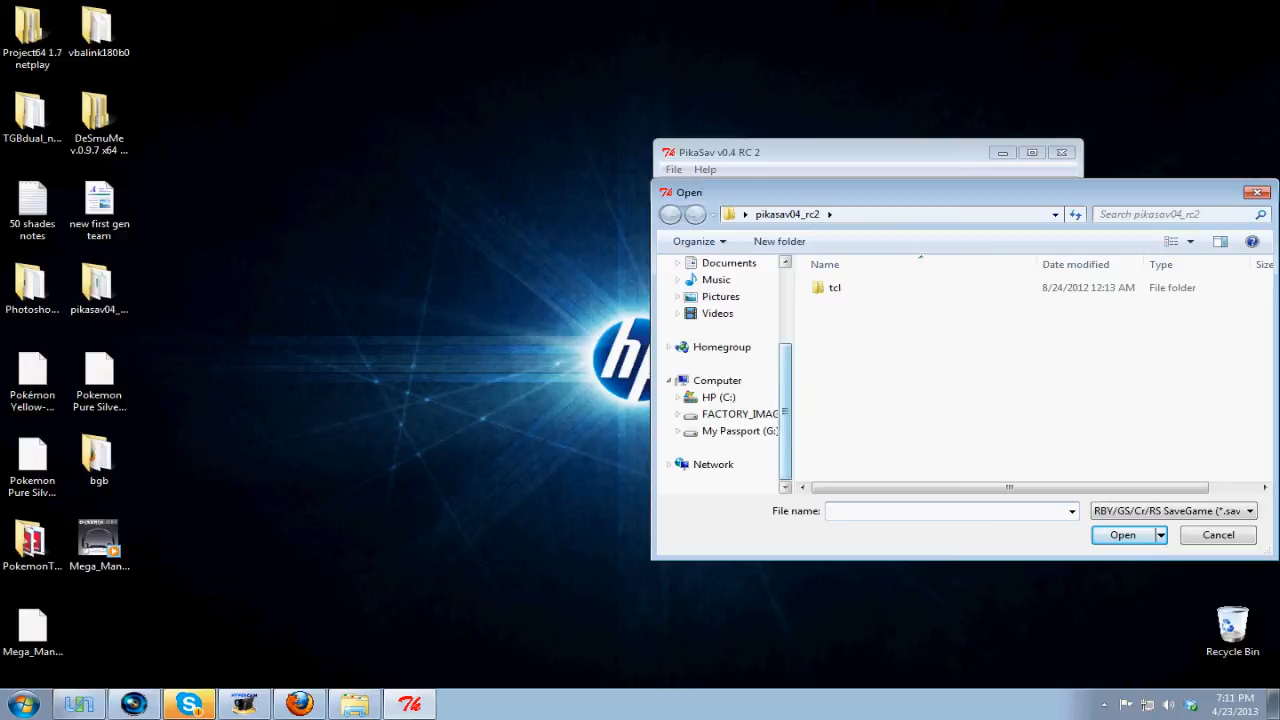 Project64 1.7
netplay
vbalink180b0
TGBdual_n...
DeSmuMe
v.0.9.7 x64 ...
50 shades
notes
new first gen
team
Photosho...
pikasav04_...
Pokémon
Yellow-...
Pokemon
Pure Silve...
Pokemon
Pure Silv...
bgb
PokemonT...
Mega_Man...
Mega_Man...
PikaSav v0.4 RC 2
File Help
Open
pikasav04_rc2
Search pikasav04_rc2
Organize
New folder
Documents
Music
Pictures
Videos
Homegroup
Computer
HP (C:)
FACTORY_IMAG
My Passport (G:)
Network
Name Date modified Type Size
tcl 8/24/2012 12:13 AM File folder
File name:
RBY/GS/Cr/RS SaveGame (*.sav
Open
Cancel
hp
Recycle Bin
HYPERCAM
7:11 PM
4/23/2013